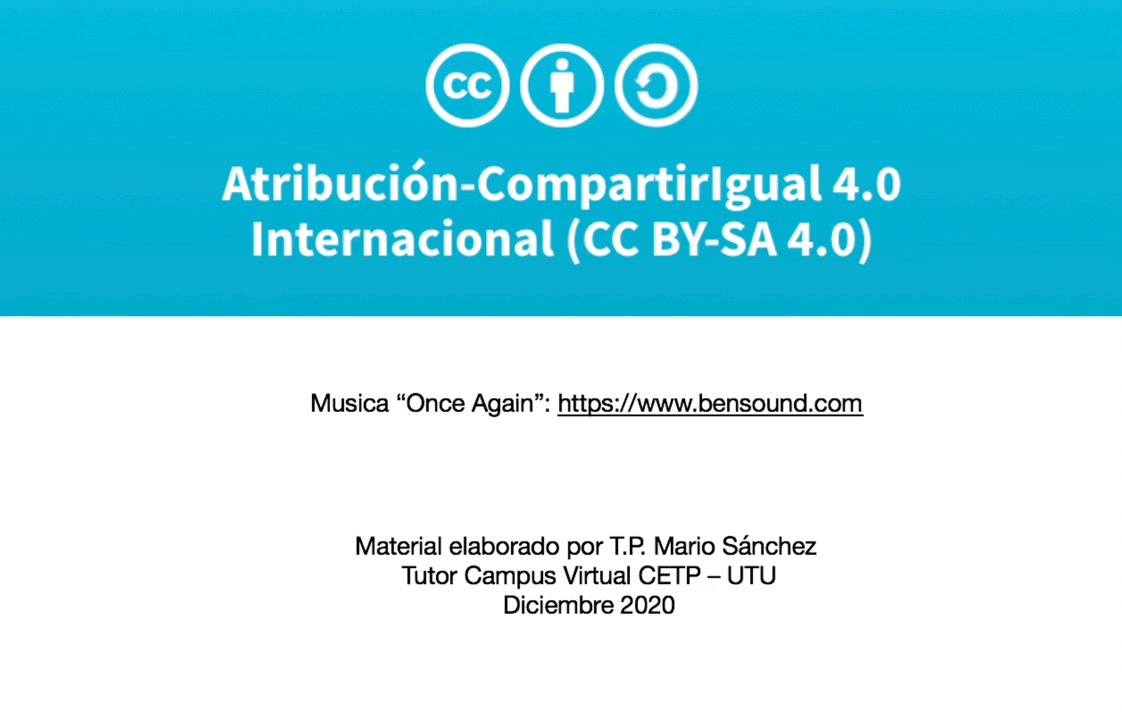 cc
Atribución-CompartirIgual 4.0
Internacional (CC BY-SA 4.0)
Musica “Once Again”: https://www.bensound.com
Material elaborado por T.P. Mario Sánchez
Tutor Campus Virtual CETP – UTU
Diciembre 2020